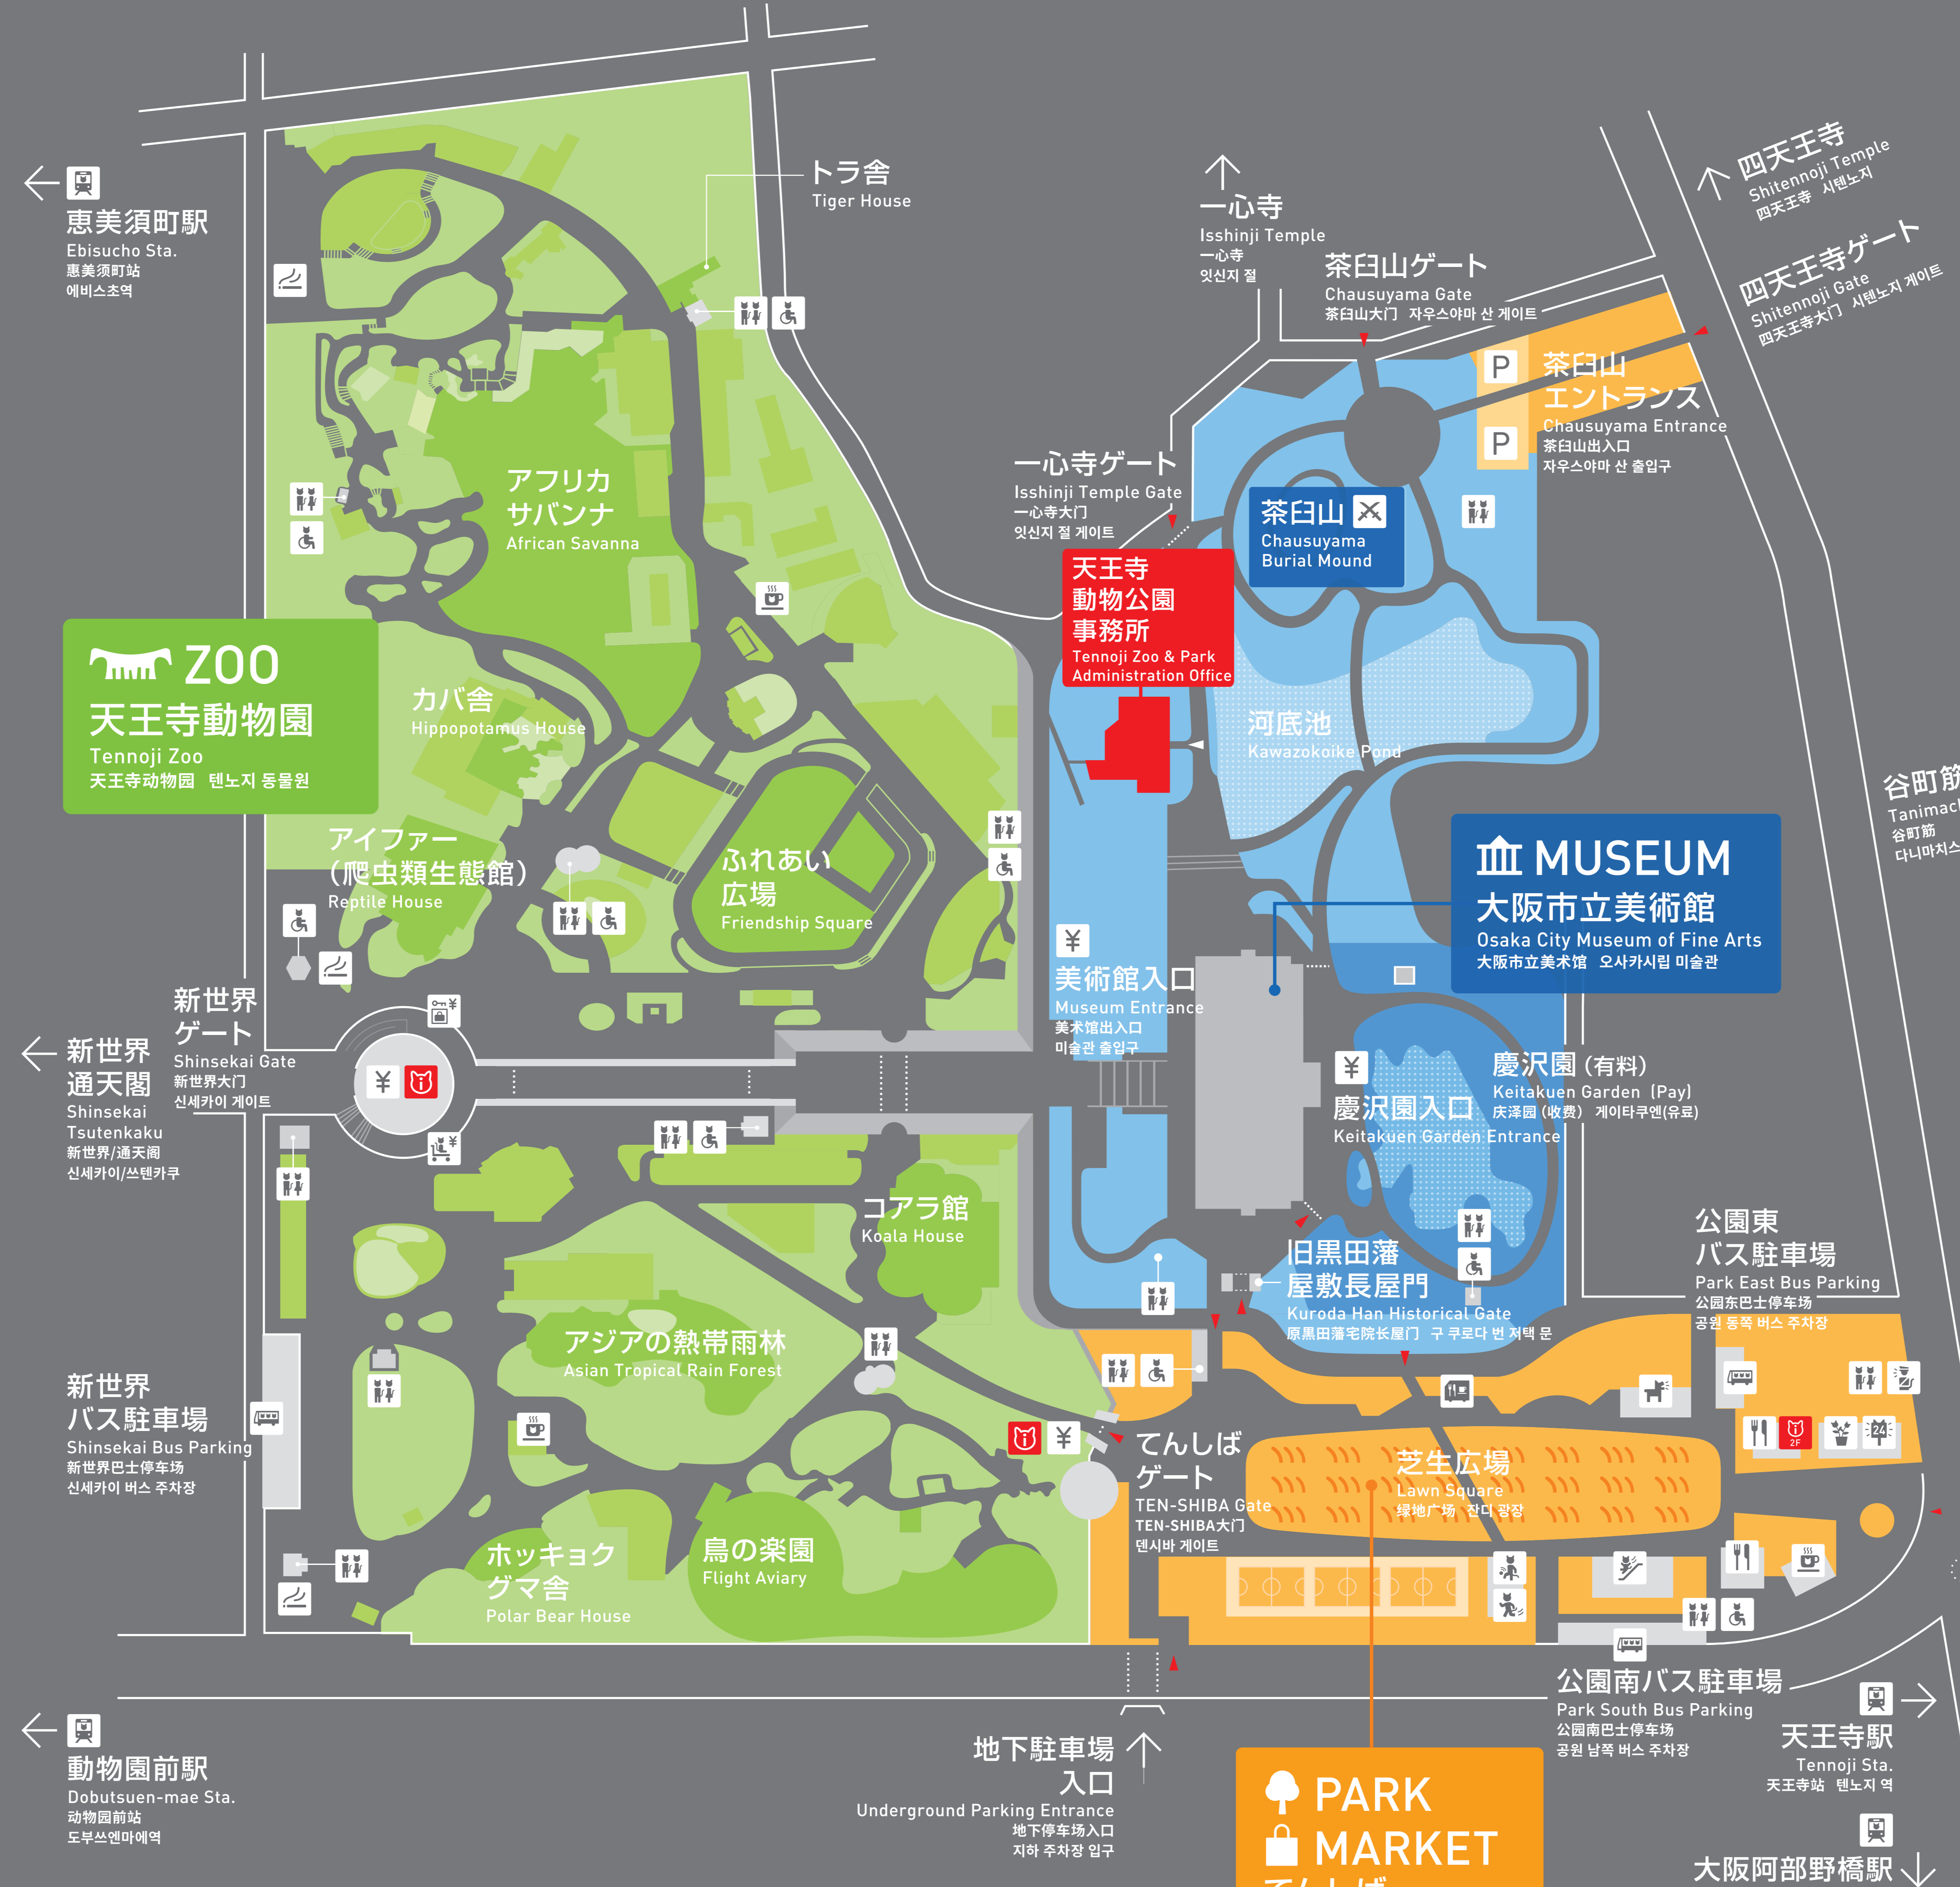 恵美須町駅
Ebisucho Sta.
惠美须町站
에비스초역
トラ舎
Tiger House
一心寺
Isshinji Temple
一心寺
잇신지 절
茶臼山ゲート
Chausuyama Gate
茶臼山大门 자우스야마 산 게이트
四天王寺
Shitennoji Temple
四天王寺 시텐노지
四天王寺ゲート
Shitennoji Gate
四天王寺大门 시텐노지 게이트
P
P
茶臼山
エントランス
Chausuyama Entrance
茶臼山出入口
자우스야마 산 출입구
アフリカ
サバンナ
African Savanna
一心寺ゲート
Isshinji Temple Gate
一心寺大门
잇신지 절 게이트
茶臼山
Chausuyama
Burial Mound
天王寺
動物公園
事務所
Tennoji Zoo & Park
Administration Office
ZOO
天王寺動物園
Tennoji Zoo
天王寺动物园 텐노지 동물원
カバ舎
Hippopotamus House
河底池
Kawazokoike Pond
谷町筋
Tanimac
谷町筋
다니마치스
アイファー
(爬虫類生態館)
Reptile House
ふれあい
広場
Friendship Square
MUSEUM
大阪市立美術館
Osaka City Museum of Fine Arts
大阪市立美术馆 오사카시립 미술관
¥
美術館入口
Museum Entrance
美术馆出入口
미술관 출입구
新世界
ゲート
Shinsekai Gate
新世界大门
신세카이 게이트
新世界
通天閣
Shinsekai
Tsutenkaku
新世界/通天阁
신세카이/쓰텐카쿠
¥
¥
i
¥
¥
慶沢園入口
Keitakuen Garden Entrance
慶沢園(有料)
Keitakuen Garden (Pay)
庆泽园(收费) 게이타쿠엔(유료)
コアラ館
Koala House
旧黒田藩
屋敷長屋門
Kuroda Han Historical Gate
原黒田藩宅院长屋门 구 쿠로다 번 저택 문
公園東
バス駐車場
Park East Bus Parking
公园东巴士停车场
공원 동쪽 버스 주차장
アジアの熱帯雨林
Asian Tropical Rain Forest
新世界
バス駐車場
Shinsekai Bus Parking
新世界巴士停车场
신세카이 버스 주차장
i
¥
てんしば
ゲート
TEN-SHIBA Gate
TEN-SHIBA大门
덴시바 게이트
芝生広場
Lawn Square
绿地广场 잔디 광장
i
2F
24
ホッキョク
グマ舎
Polar Bear House
鳥の楽園
Flight Aviary
公園南バス駐車場
Park South Bus Parking
公园南巴士停车场
공원 남쪽 버스 주차장
天王寺駅
Tennoji Sta.
天王寺站 텐노지 역
動物園前駅
Dobutsuen-mae Sta.
动物园前站
도부쓰엔마에역
地下駐車場
入口
Underground Parking Entrance
地下停车场入口
지하 주차장 입구
PARK
MARKET
てんしば
大阪阿部野橋駅